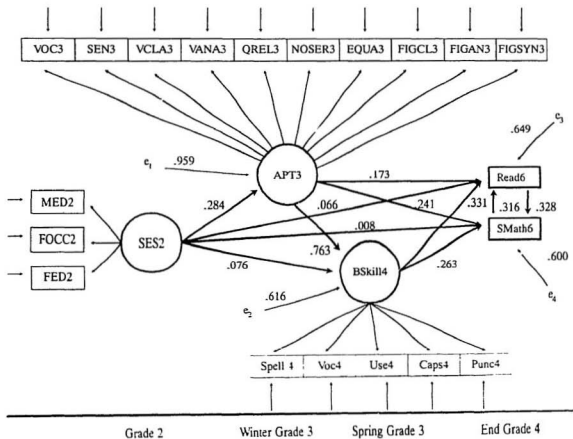 VOC3 SEN3 VCLA3 VANA3 QREL3 NOSER3 EQUA3 FIGCL3 FIGAN3 FIGSYN3
e3
.649
e1 .959
APT3 .173 Read6
MED2 .284 .066 .241 .331 .316 .328
FOCC2 SES2 .008 SMath6
FED2 .076 .763 BSkill4 .263 .600
e2 .616 e4
Spell 4 Voc4 Use4 Caps4 Punc4
Grade 2 Winter Grade 3 Spring Grade 3 End Grade 4